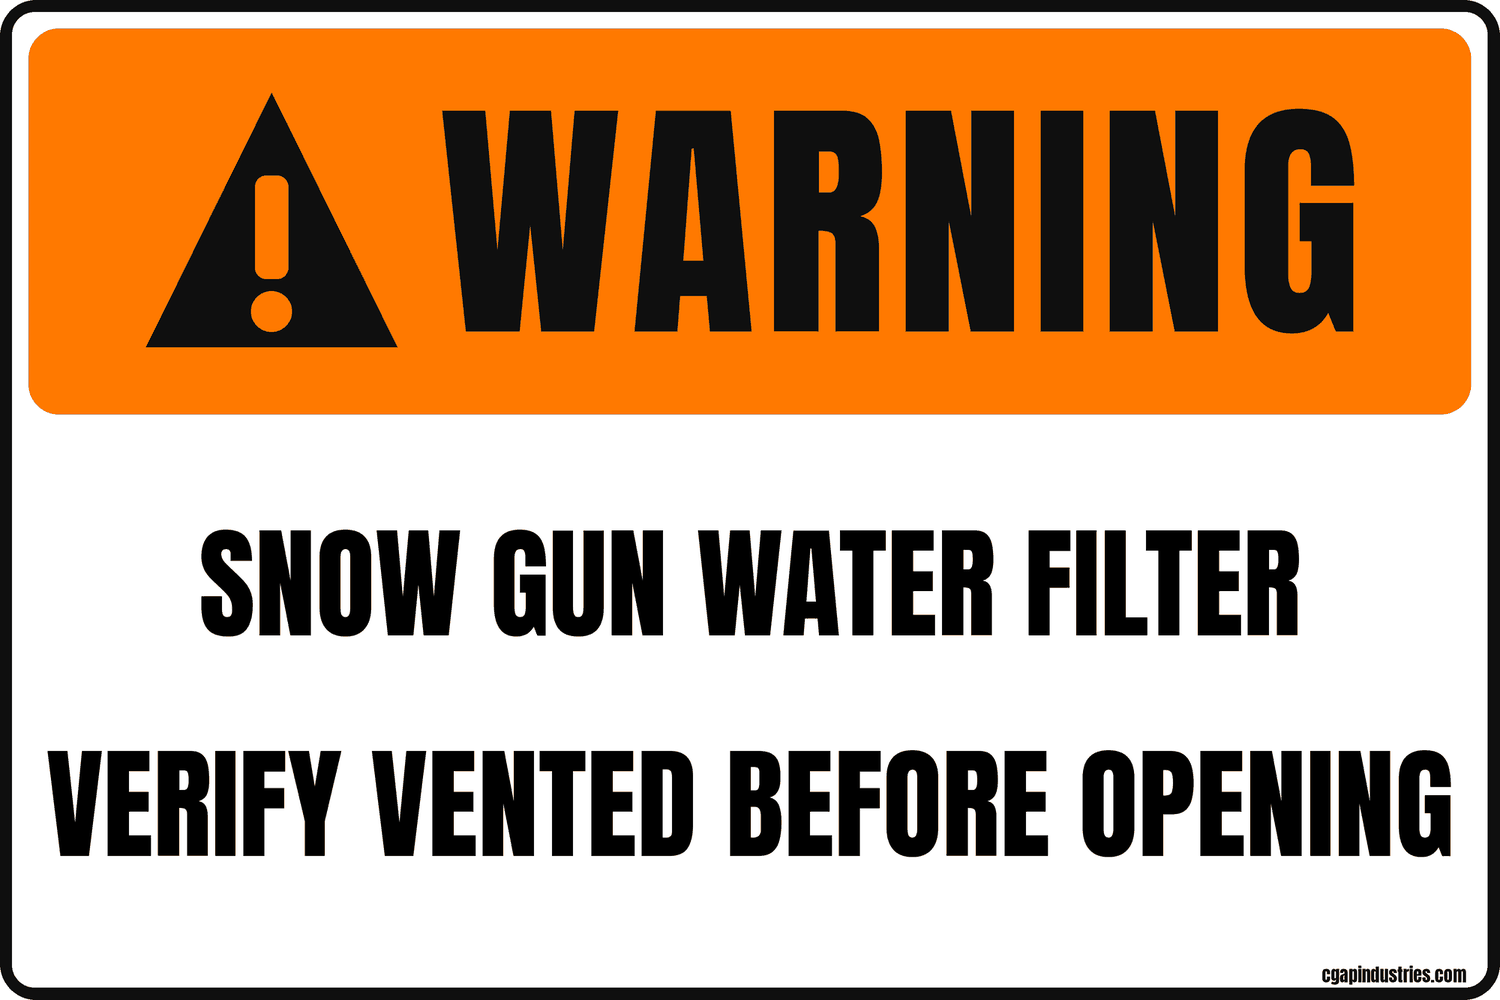 WARNING
SNOW GUN WATER FILTER
VERIFY VENTED BEFORE OPENING
cgapindustries.com